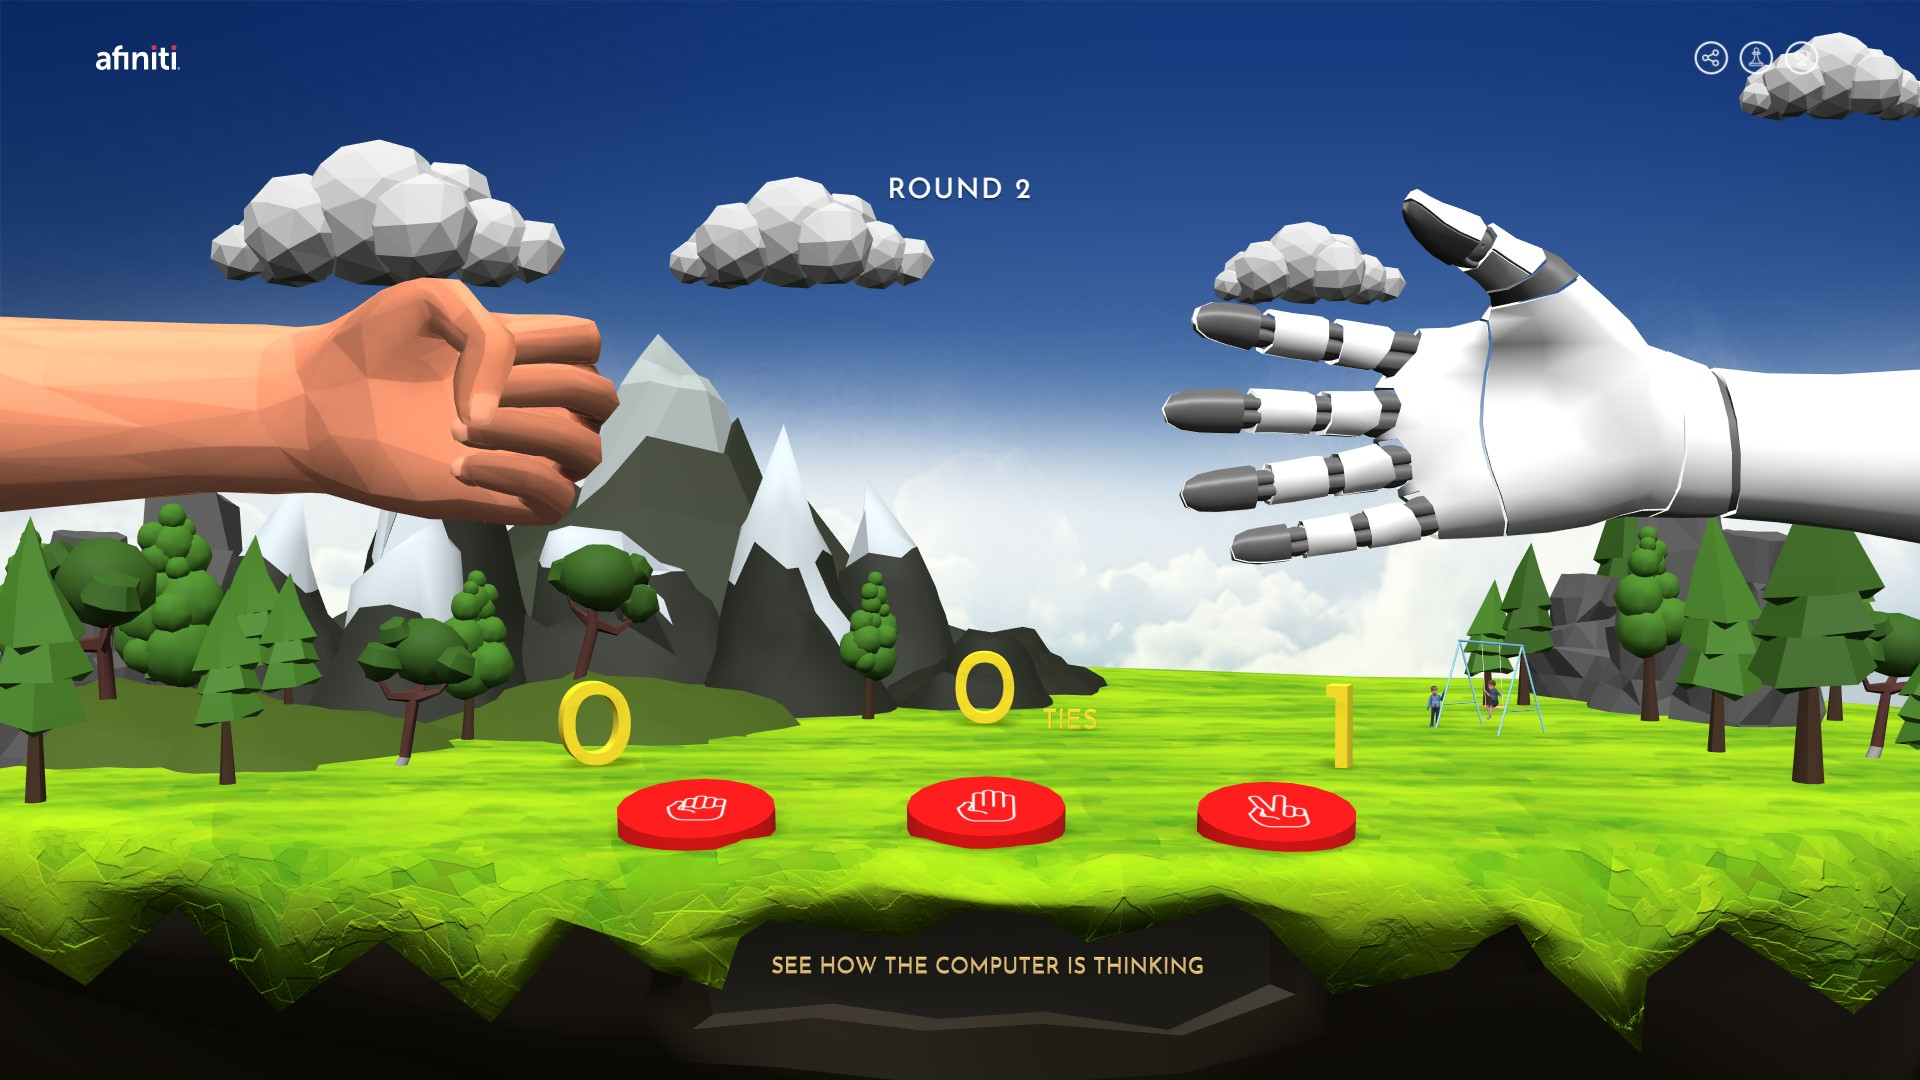 afiniti.
ROUND 2
0
0 TIES
1
SEE HOW THE COMPUTER IS THINKING